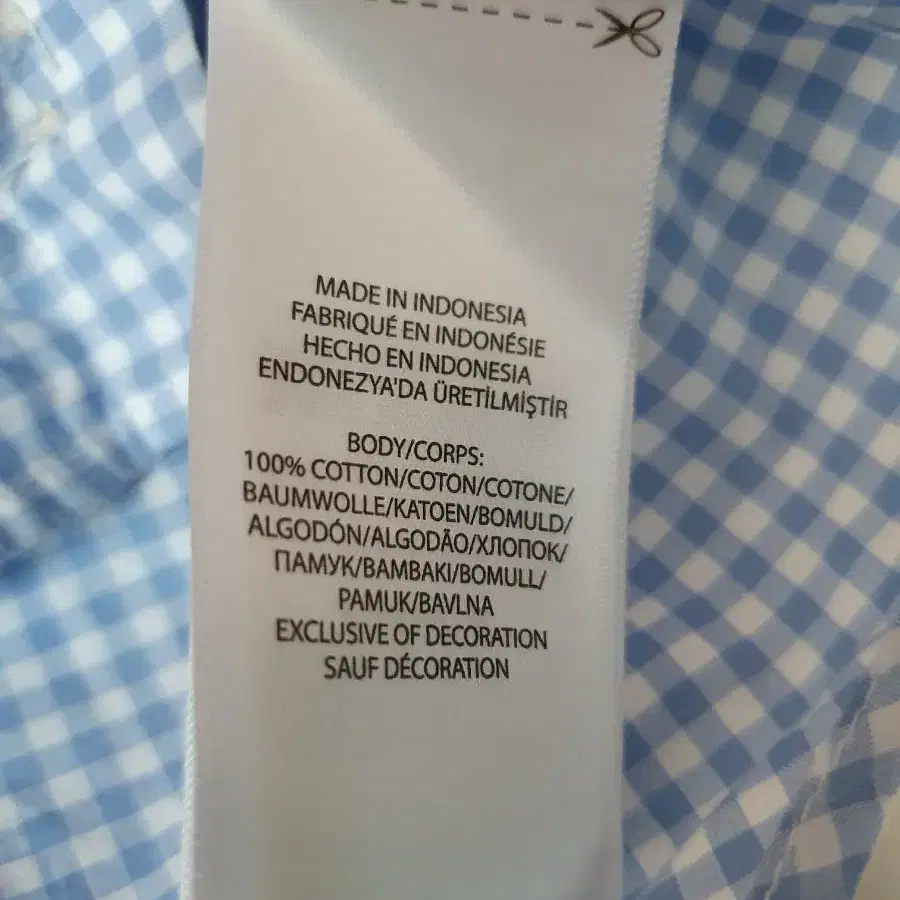 MADE IN INDONESIA
FABRIQUÉ EN INDONÉSIE
HECHO EN INDONESIA
ENDONEZYA'DA ÜRETİLMİŞTİR
BODY/CORPS:
100% COTTON/COTON/COTONE/
BAUMWOLLE/KATOEN/BOMULD/
ALGODÓN/ALGODÃO/ХЛОПОК/
ПАМУК/BAMBAKI/BOMULL/
PAMUK/BAVLNA
EXCLUSIVE OF DECORATION
SAUF DÉCORATION